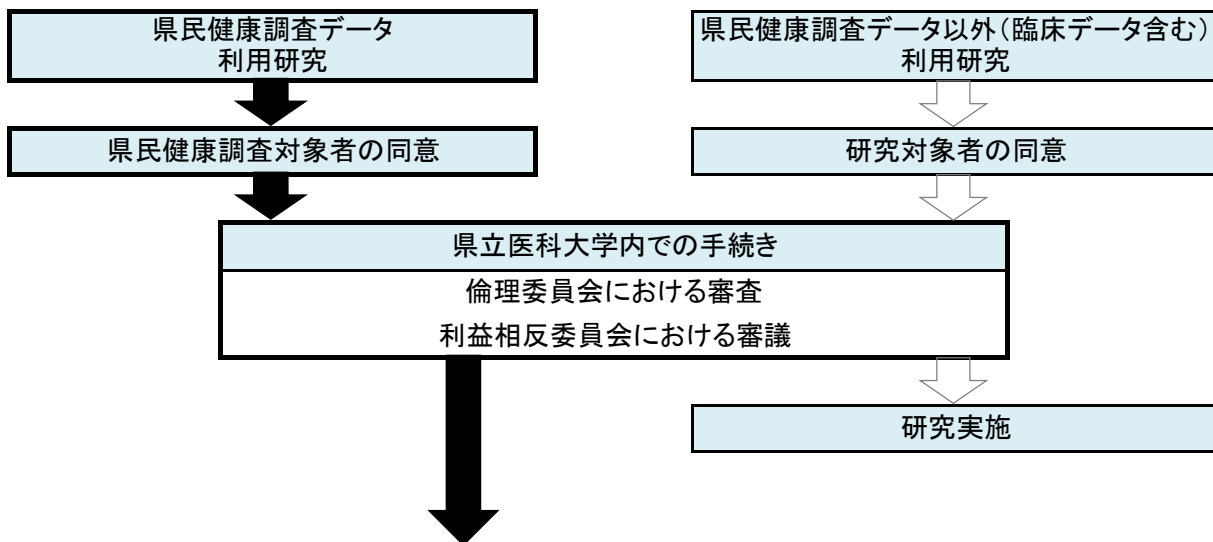 県民健康調査データ
利用研究
県民健康調査データ以外（臨床データ含む）
利用研究
県民健康調査対象者の同意
研究対象者の同意
県立医科大学内での手続き
倫理委員会における審査
利益相反委員会における審議
研究実施